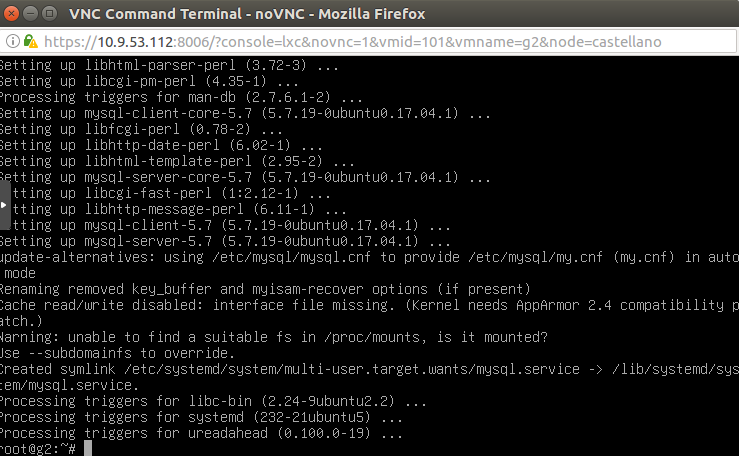 VNC Command Terminal - noVNC - Mozilla Firefox
https://10.9.53.112:8006/?console=lxc&novnc=1&vmid=101&vmname=g2&node=castellano
Setting up libhtml-parser-perl (3.72-3) ...
Setting up libcgi-pm-perl (4.35-1) ...
Processing triggers for man-db (2.7.6.1-2) ...
Setting up mysql-client-core-5.7 (5.7.19-0ubuntu0.17.04.1) ...
Setting up libfcgi-perl (0.78-2) ...
Setting up libhttp-date-perl (6.02-1) ...
Setting up libhtml-template-perl (2.95-2) ...
Setting up mysql-server-core-5.7 (5.7.19-0ubuntu0.17.04.1) ...
etting up libcgi-fast-perl (1:2.12-1) ...
etting up libhttp-message-perl (6.11-1) ...
etting up mysql-client-5.7 (5.7.19-0ubuntu0.17.04.1) ...
Setting up mysql-server-5.7 (5.7.19-0ubuntu0.17.04.1) ...
update-alternatives: using /etc/mysql/mysql.cnf to provide /etc/mysql/my.cnf (my.cnf) in auto
mode
Renaming removed key_buffer and myisam-recover options (if present)
Cache read/write disabled: interface file missing. (Kernel needs AppArmor 2.4 compatibility p
atch.)
Warning: unable to find a suitable fs in /proc/mounts, is it mounted?
Use --subdomainfs to override.
Created symlink /etc/systemd/system/multi-user.target.wants/mysql.service -> /lib/systemd/sys
tem/mysql.service.
Processing triggers for libc-bin (2.24-9ubuntu2.2) ...
Processing triggers for systemd (232-21ubuntu5) ...
Processing triggers for ureadahead (0.100.0-19) ...
root@g2:~#